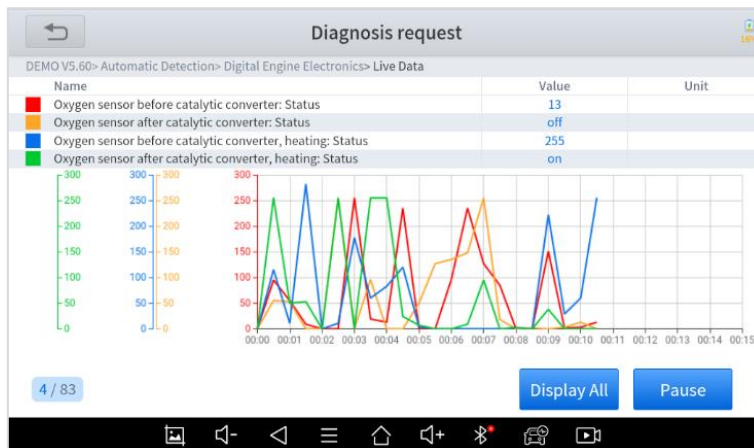 Diagnosis request
DEMO V5.60> Automatic Detection> Digital Engine Electronics> Live Data
Name Value Unit
Oxygen sensor before catalytic converter: Status 13
Oxygen sensor after catalytic converter: Status off
Oxygen sensor before catalytic converter, heating: Status 255
Oxygen sensor after catalytic converter, heating: Status on
300 300 300 300
250 250 250 250
200 200 200 200
150 150 150 150
100 100 100 100
50 50 50 50
0 0 0 0
00:00 00:01 00:02 00:03 00:04 00:05 00:06 00:07 00:08 00:09 00:10 00:11 00:12 00:13 00:14 00:15
4 / 83
Display All Pause